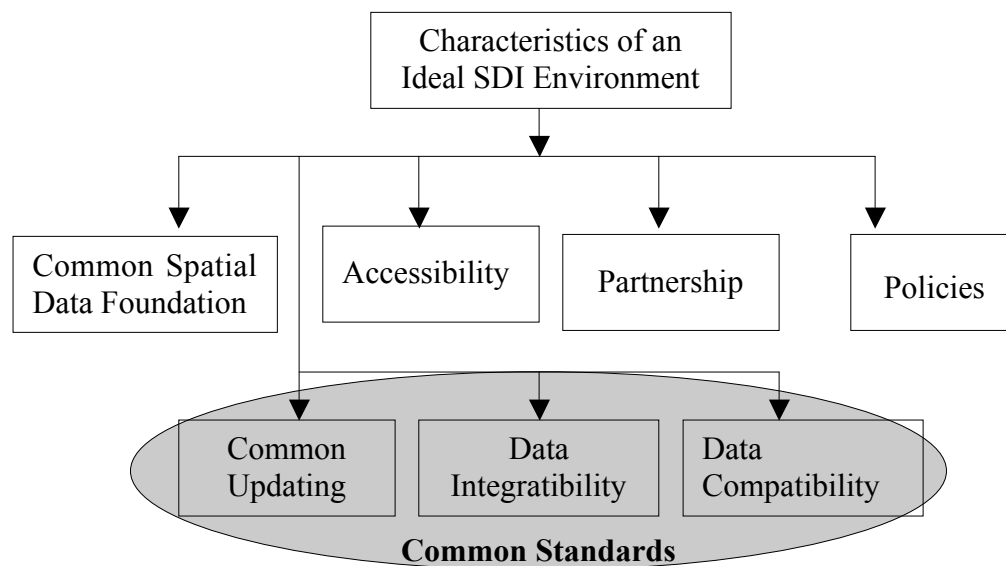 Characteristics of an
Ideal SDI Environment
Common Spatial
Data Foundation
Accessibility
Partnership
Policies
Common
Updating
Data
Integratibility
Data
Compatibility
Common Standards